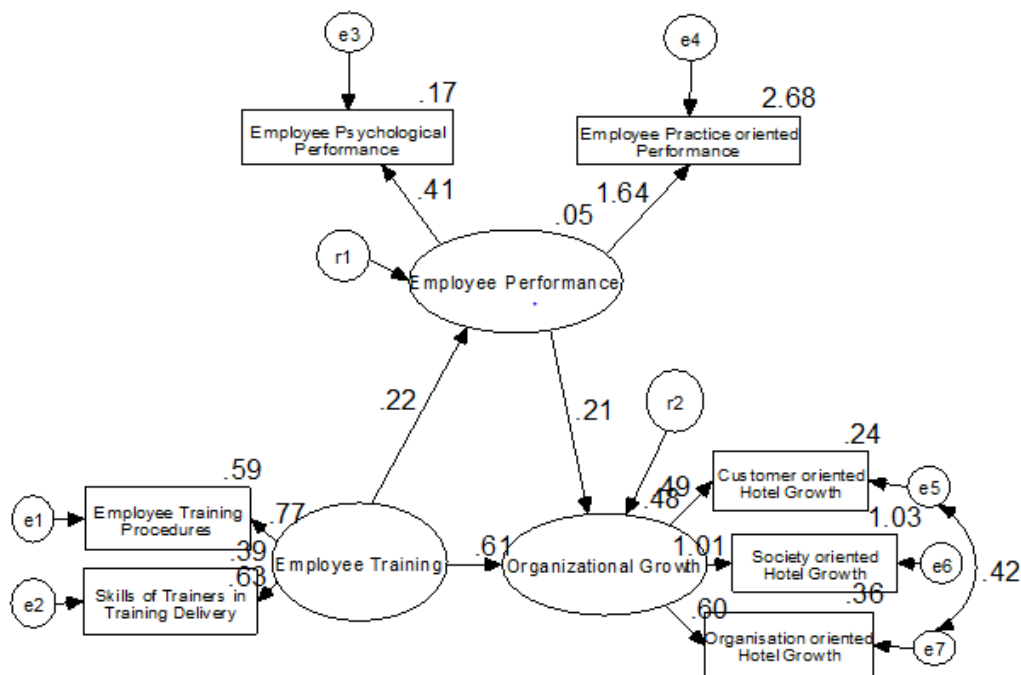 e3
e4
.17
2.68
Employee Psychological
Performance
Employee Practice oriented
Performance
.41
1.64
.05
r1
Employee Performance
.22
.21
r2
.24
.59
.49
.48
Customer oriented
Hotel Growth
e5
e1
Employee Training
Procedures
.77
1.03
.39
.61
1.01
Employee Training
Organizational Growth
Society oriented
Hotel Growth
e6
.42
.63
e2
Skills of Trainers in
Training Delivery
.36
.60
Organisation oriented
Hotel Growth
e7